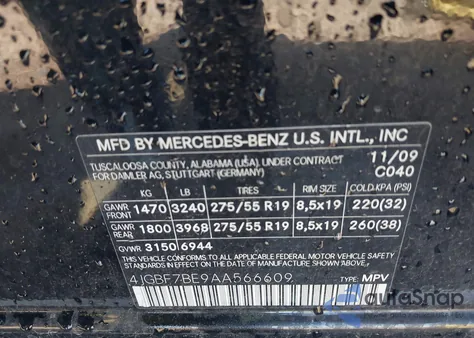 MFD BY MERCEDES-BENZ U.S. INTL., INC
TUSCALOOSA COUNTY, ALABAMA (USA), UNDER CONTRACT 11/09
FOR DAIMLER AG, STUTTGART (GERMANY) C040
KG LB TIRES RIM SIZE COLD-KPA (PSI)
GAWR FRONT 1470 3240 275/55 R19 8,5x19 220(32)
GAWR REAR 1800 3968 275/55 R19 8,5x19 260(38)
GVWR 3150 6944
THIS VEHICLE CONFORMS TO ALL APPLICABLE FEDERAL MOTOR VEHICLE SAFETY STANDARDS IN
EFFECT ON THE DATE OF MANUFACTURE SHOWN ABOVE.
4JGBF7BE9AA566609 TYPE: MPV
autoSnap